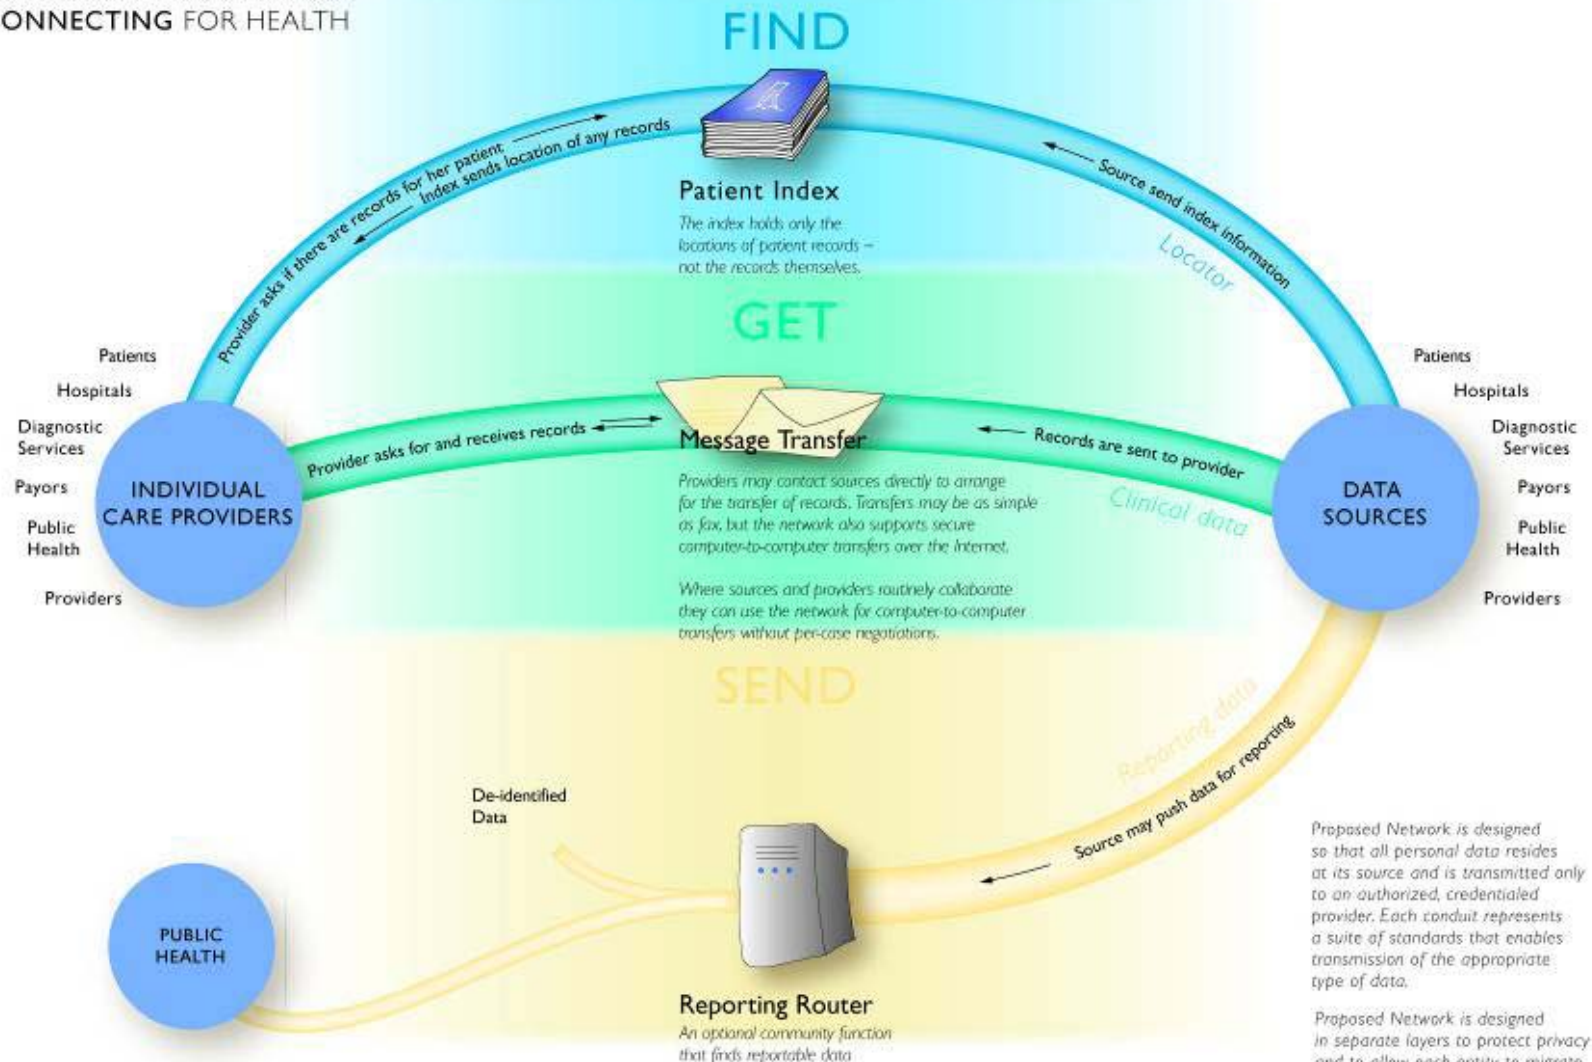 ONNECTING FOR HEALTH
FIND
Provider asks if there are records for her patient
Index sends location of any records
Source send index information
Locator
Patient Index
The index holds only the
locations of patient records –
not the records themselves.
GET
Patients
Hospitals
Diagnostic
Services
Payors
Public
Health
Providers
INDIVIDUAL
CARE PROVIDERS
Provider asks for and receives records
Message Transfer
Records are sent to provider
Clinical data
Providers may contact sources directly to arrange
for the transfer of records. Transfers may be as simple
as fax, but the network also supports secure
computer-to-computer transfers over the Internet.
Where sources and providers routinely collaborate
they can use the network for computer-to-computer
transfers without per-case negotiations.
DATA
SOURCES
Patients
Hospitals
Diagnostic
Services
Payors
Public
Health
Providers
SEND
Reporting data
Source may push data for reporting
De-identified
Data
PUBLIC
HEALTH
Reporting Router
An optional community function
that finds reportable data
Proposed Network is designed
so that all personal data resides
at its source and is transmitted only
to an authorized, credentialed
provider. Each conduit represents
a suite of standards that enables
transmission of the appropriate
type of data.
Proposed Network is designed
in separate layers to protect privacy
and to allow each entity to migrate